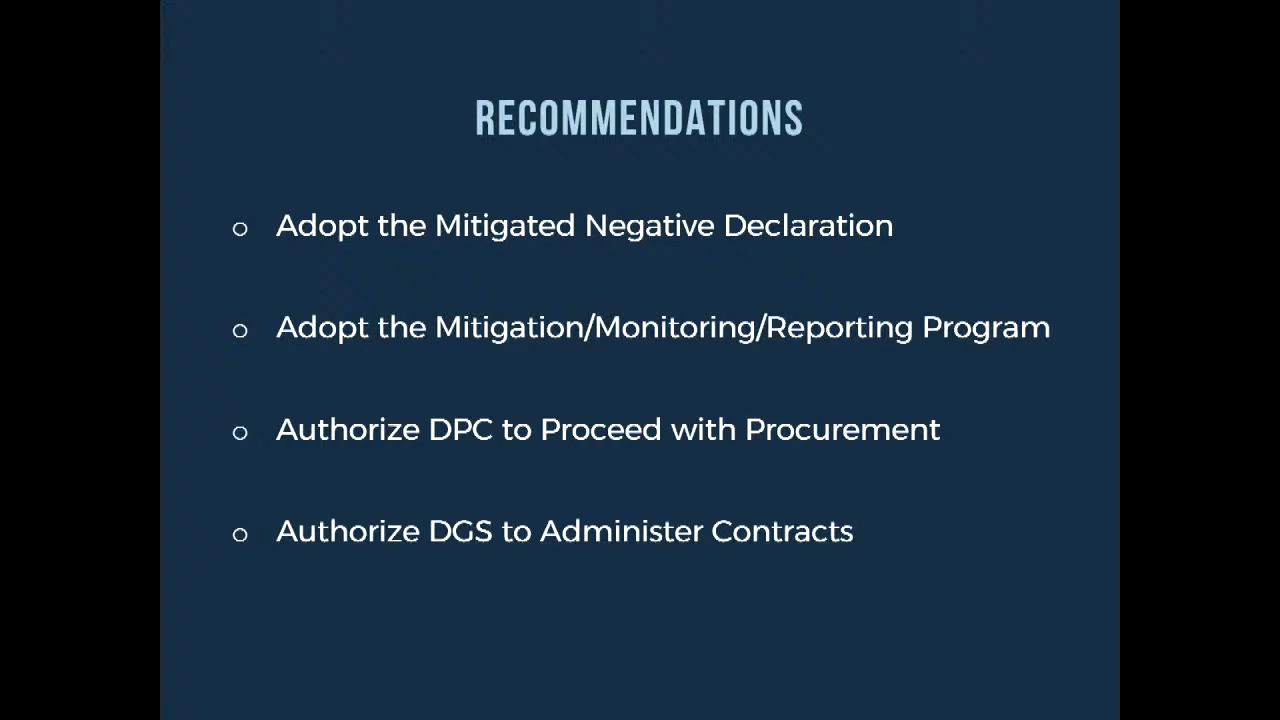 RECOMMENDATIONS
Adopt the Mitigated Negative Declaration
Adopt the Mitigation/Monitoring/Reporting Program
Authorize DPC to Proceed with Procurement
Authorize DGS to Administer Contracts